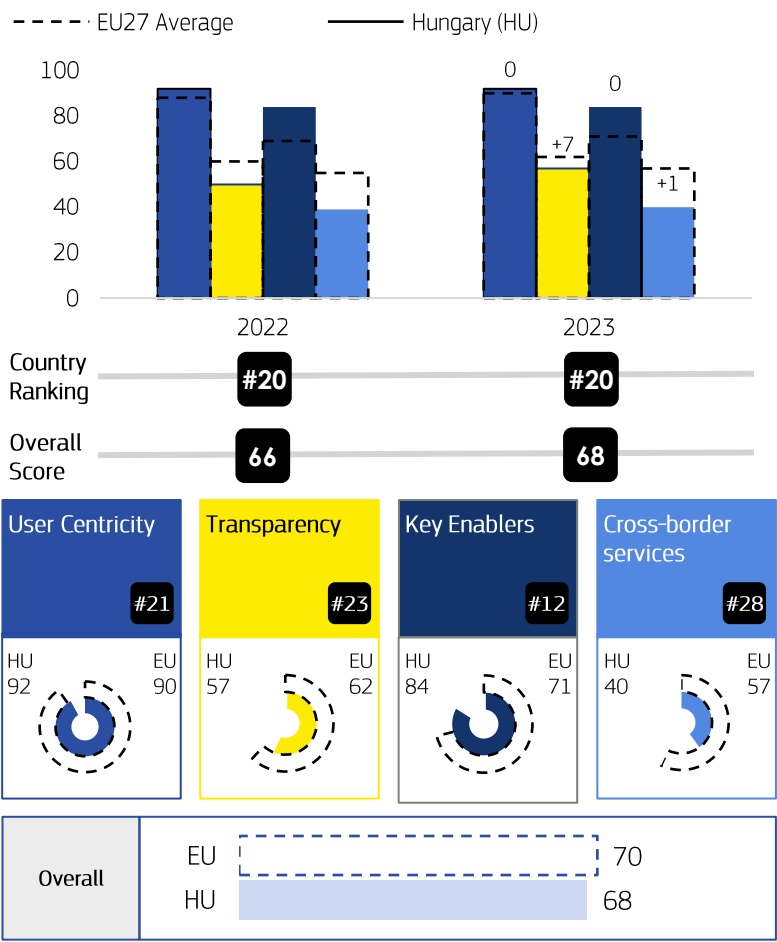 EU27 Average
Hungary (HU)
100
80
60
40
20
0
0
+7
0
+1
2022
2023
Country
Ranking
#20
#20
Overall
Score
66
68
User Centricity
#21
Transparency
#23
Key Enablers
#12
Cross-border
services
#28
HU
92
EU
90
HU
57
EU
62
HU
84
EU
71
HU
40
EU
57
Overall
EU
70
HU
68